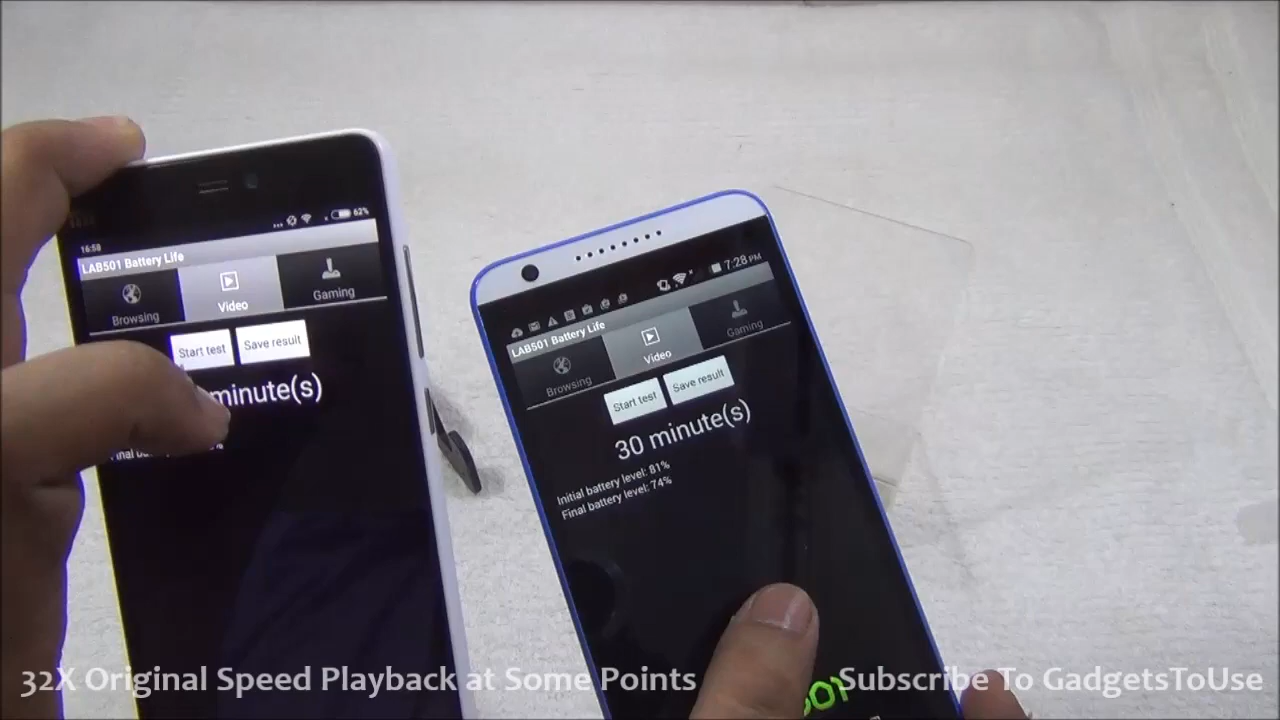 16:58
62%
LAB501 Battery Life
Browsing
Video
Gaming
Start test
Save result
minute(s)
7:28 PM
LAB501 Battery Life
Browsing
Video
Gaming
Start test
Save result
30 minute(s)
Initial battery level: 81%
Final battery level: 74%
32X Original Speed Playback at Some Points
Subscribe To GadgetsToUse